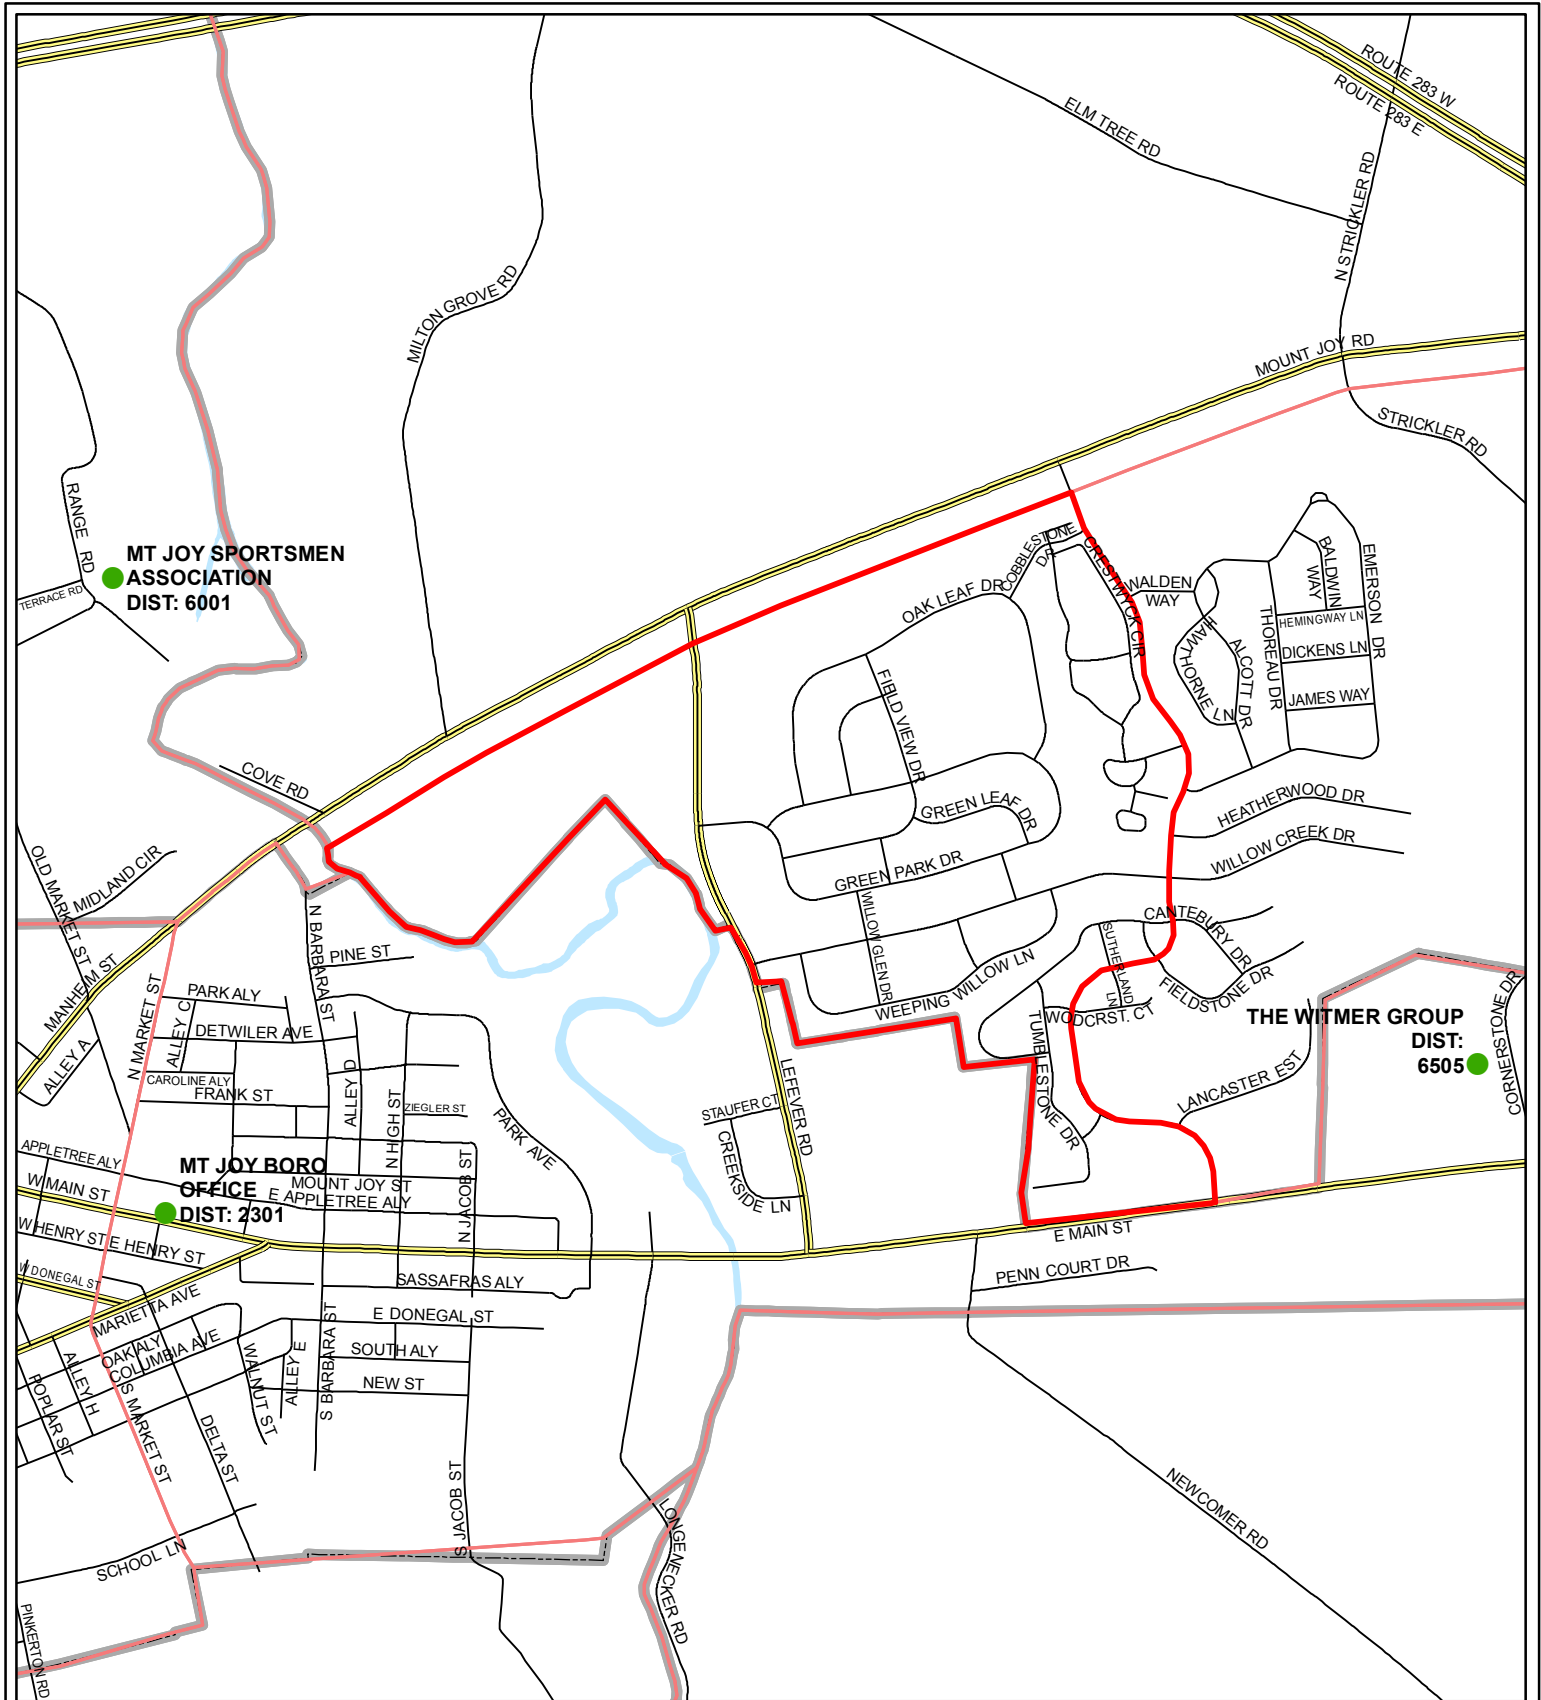 ROUTE 283 W
ROUTE 283 E
ELM TREE RD
N STRICKLER RD
MILTON GROVE RD
MOUNT JOY RD
STRICKLER RD
RANGE RD
MT JOY SPORTSMEN
ASSOCIATION
DIST: 6001
TERRACE RD
COBBLESTONE
DR
CRESTWYCK CIR
OAK LEAF DR
NALDEN
WAY
BALDWIN
WAY
EMERSON DR
HEMINGWAY LN
THOREAU DR
DICKENS LN
HAWTHORNE LN
ALCOTT DR
JAMES WAY
FIELD VIEW DR
COVE RD
GREEN LEAF DR
HEATHERWOOD DR
WILLOW CREEK DR
GREEN PARK DR
OLD MARKET ST
MIDLAND CIR
WILLOW GLEN DR
CANTEBURY DR
SUTHERLAND
LN
N BARBARA ST
PINE ST
WEEPING WILLOW LN
FIELDSTONE DR
MANHEIM ST
N MARKET ST
PARK ALY
ALLEY C
DETWILER AVE
WODCRST. CT
TUMBLESTONE DR
THE WITMER GROUP
DIST:
6505
CORNERSTONE DR
ALLEY A
CAROLINE ALY
FRANK ST
ALLEY D
N HIGH ST
ZIEGLER ST
PARK AVE
LEFEVER RD
STAUFER CT
CREEKSIDE LN
LANCASTER EST
APPLETREE ALY
MT JOY BORO
OFFICE
DIST: 2301
W MAIN ST
MOUNT JOY ST
E APPLETREE ALY
N JACOB ST
W HENRY ST
E HENRY ST
E MAIN ST
W DONEGAL ST
SASSAFRAS ALY
PENN COURT DR
MARIETTA AVE
E DONEGAL ST
OAK ALY
COLUMBIA AVE
SOUTH ALY
NEW ST
ALLEY H
WALNUT ST
ALLEY E
S BARBARA ST
POPLAR ST
S MARKET ST
DELTA ST
S JACOB ST
NEWCOMER RD
LONGENECKER RD
SCHOOL LN
PINKERTON RD